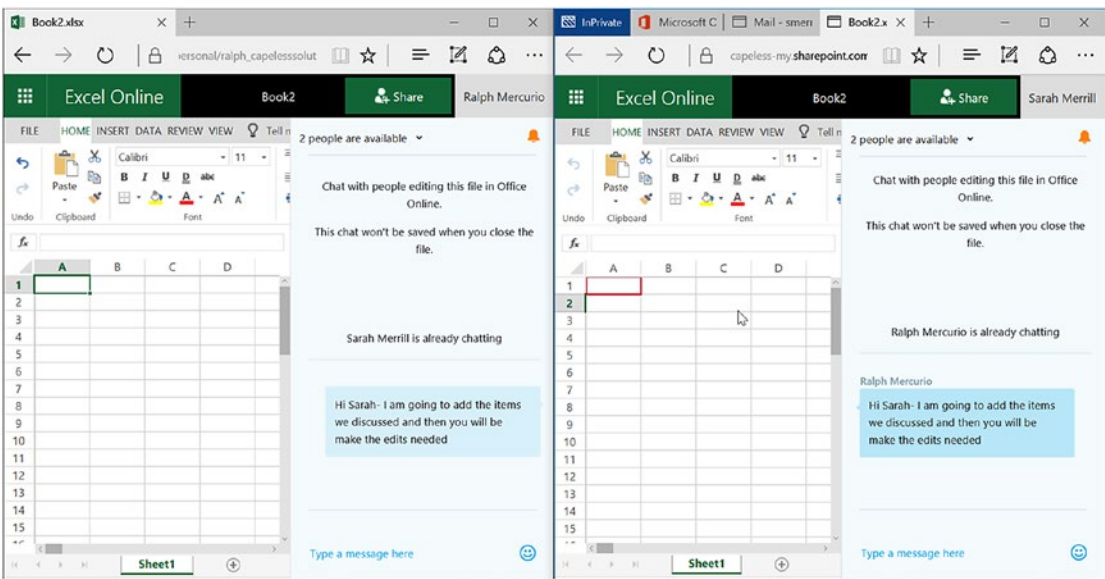 Book2.xlsx
ersonal/ralph_capelesssolut
Excel Online
Book2
Share
Ralph Mercurio
FILE HOME INSERT DATA REVIEW VIEW Tell
2 people are available
Calibri 11
B I U D abc
Paste
A A A
Undo Clipboard Font
Chat with people editing this file in Office
Online.
This chat won't be saved when you close the
file.
fx
A B C D
1
2
3
4
5
6
7
8
9
10
11
12
13
14
15
Sarah Merrill is already chatting
Hi Sarah- I am going to add the items
we discussed and then you will be
make the edits needed
Type a message here
Sheet1
InPrivate
Microsoft C
Mail - smerr
Book2.x
capeless-my.sharepoint.com
Excel Online
Book2
Share
Sarah Merrill
FILE HOME INSERT DATA REVIEW VIEW Tell
2 people are available
Calibri 11
B I U D abc
Paste
A A A
Undo Clipboard Font
Chat with people editing this file in Office
Online.
This chat won't be saved when you close the
file.
fx
A B C D
1
2
3
4
5
6
7
8
9
10
11
12
13
14
15
Ralph Mercurio is already chatting
Ralph Mercurio
Hi Sarah- I am going to add the items
we discussed and then you will be
make the edits needed
Type a message here
Sheet1